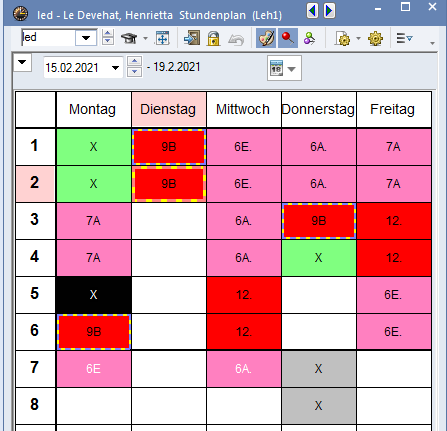 led - Le Devehat, Henrietta Stundenplan (Leh1)
led
15.02.2021 - 19.2.2021
Montag Dienstag Mittwoch Donnerstag Freitag
1 X 9B 6E. 6A. 7A
2 X 9B 6E. 6A. 7A
3 7A 6A. 9B 12.
4 7A 6A. X 12.
5 X 12. 6E.
6 9B 12. 6E.
7 6E 6A. X
8 X